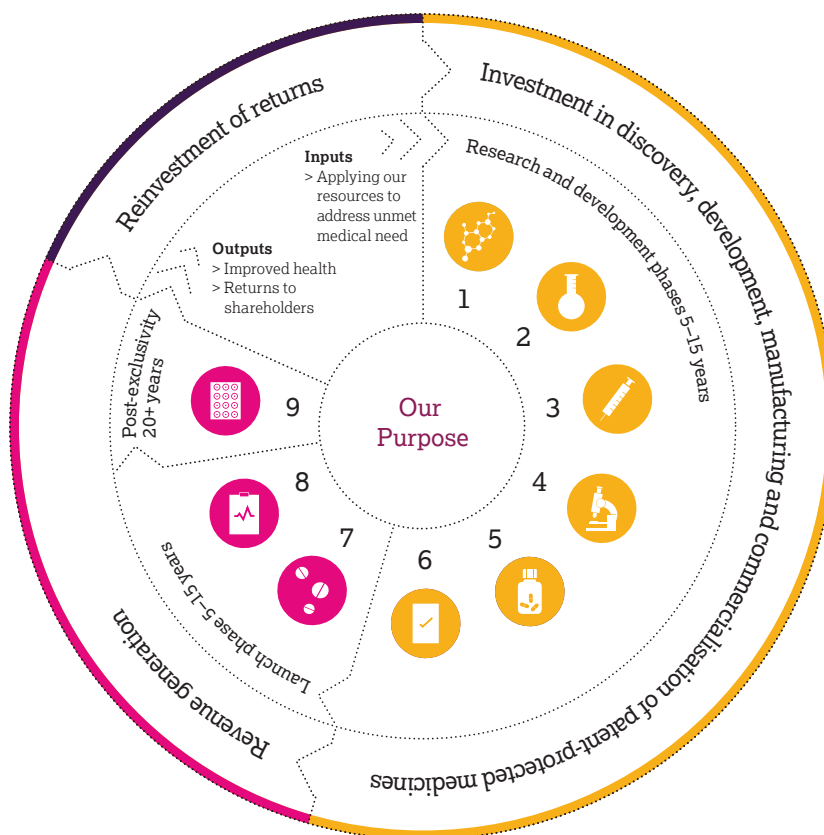 Reinvestment of returns
Investment in discovery, development, manufacturing and commercialisation of patent-protected medicines
Research and development phases 5–15 years
Inputs
> Applying our
resources to
address unmet
medical need
Outputs
> Improved health
> Returns to
shareholders
1
2
3
4
5
6
7
8
9
Our
Purpose
Post-exclusivity
20+ years
Launch phase 5–15 years
Revenue generation